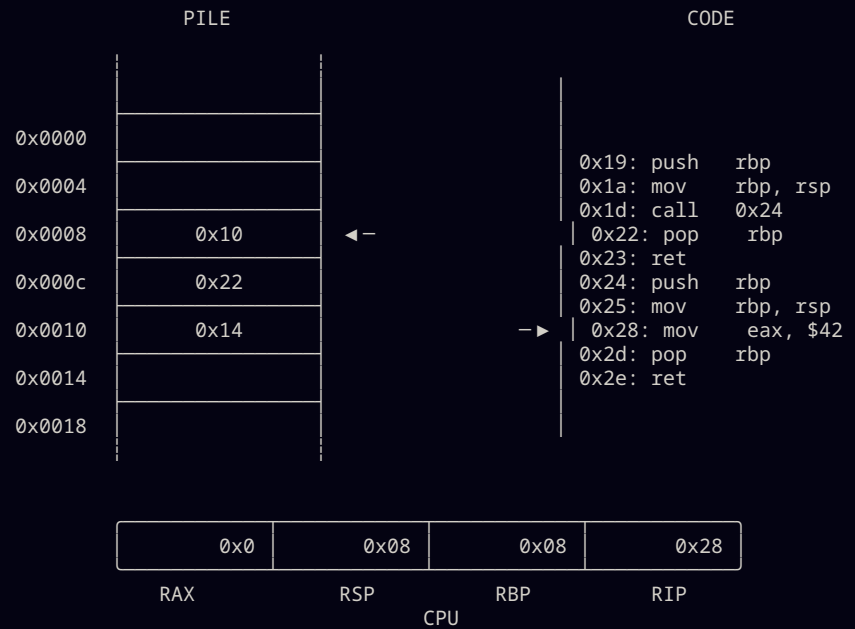 PILE CODE
0x0000
0x19: push rbp
0x0004 0x1a: mov rbp, rsp
0x1d: call 0x24
0x0008 0x10 ◄─ 0x22: pop rbp
0x23: ret
0x000c 0x22 0x24: push rbp
0x25: mov rbp, rsp
0x0010 0x14 ─► 0x28: mov eax, $42
0x2d: pop rbp
0x0014 0x2e: ret
0x0018
0x0 0x08 0x08 0x28
RAX RSP RBP RIP
CPU